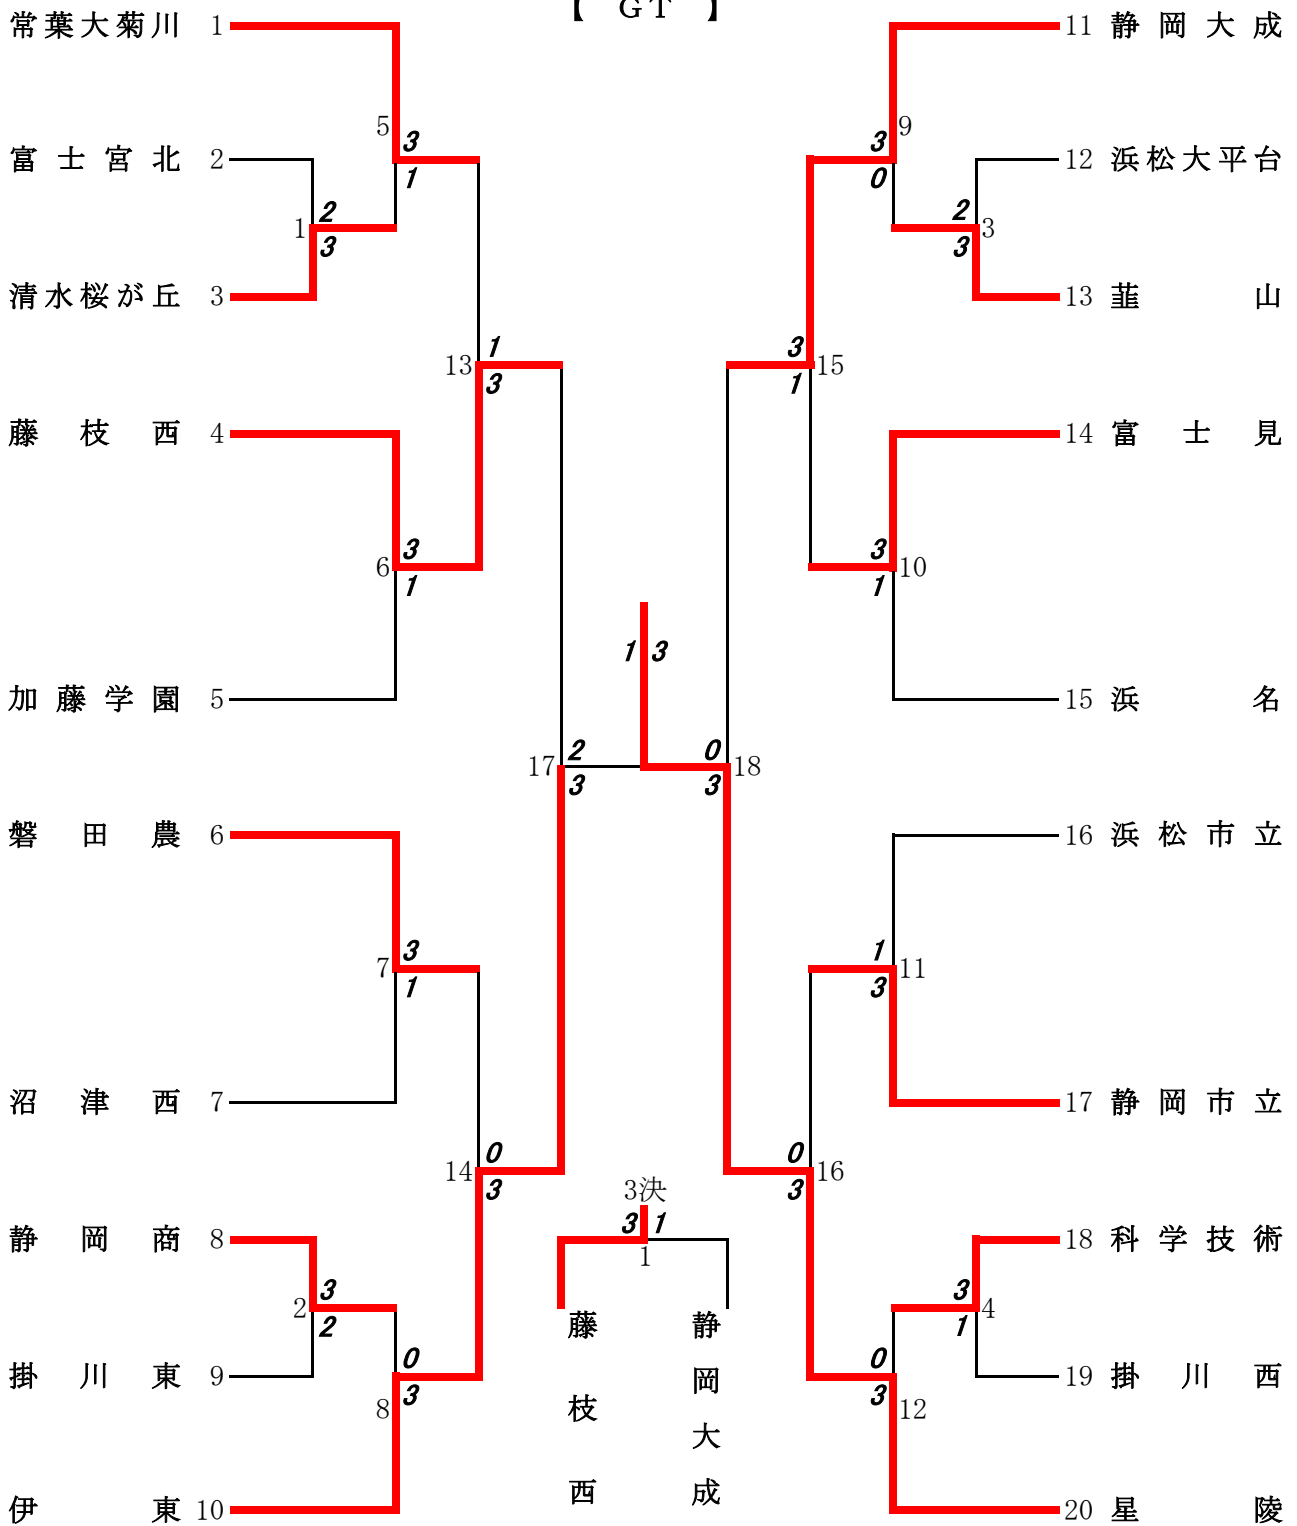 【 GT 】
常葉大菊川 1
11 静岡大成
5 3 1
3 0 9
富士宮北 2
12 浜松大平台
1 2 3
2 3 3
清水桜が丘 3
13 韮山
13 1 3
3 1 15
藤枝西 4
14 富士見
6 3 1
3 1 10
1 3
加藤学園 5
15 浜名
17 2 3
0 3 18
磐田農 6
16 浜松市立
7 3 1
1 3 11
沼津西 7
17 静岡市立
14 0 3
0 3 16
3決
3 1
1
静岡商 8
18 科学技術
2 3 2
3 1 4
藤枝西
静岡大成
掛川東 9
19 掛川西
8 0 3
0 3 12
伊東 10
20 星陵